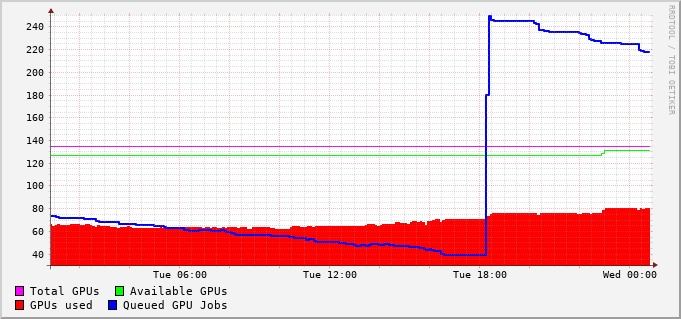 RRDTOOL / TOBI OETIKER
240
220
200
180
160
140
120
100
80
60
40
Tue 06:00 Tue 12:00 Tue 18:00 Wed 00:00
Total GPUs Available GPUs
GPUs used Queued GPU Jobs